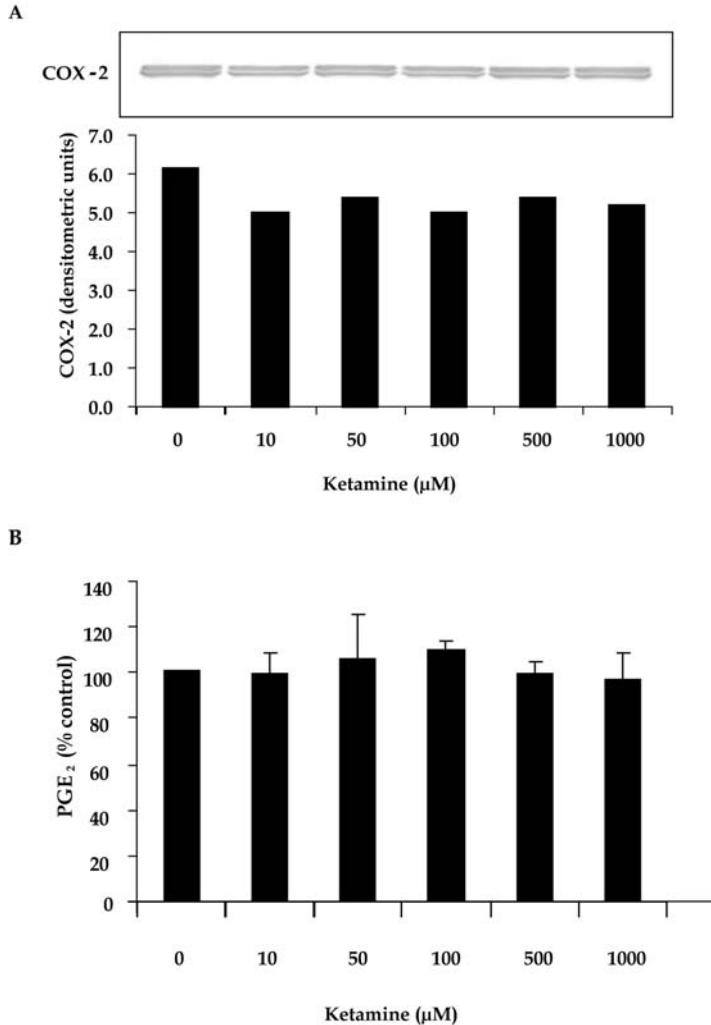 A
COX-2
7.0
6.0
5.0
4.0
3.0
2.0
1.0
0.0
COX-2 (densitometric units)
0 10 50 100 500 1000
Ketamine (µM)
B
140
120
100
80
60
40
20
0
PGE₂ (% control)
0 10 50 100 500 1000
Ketamine (µM)